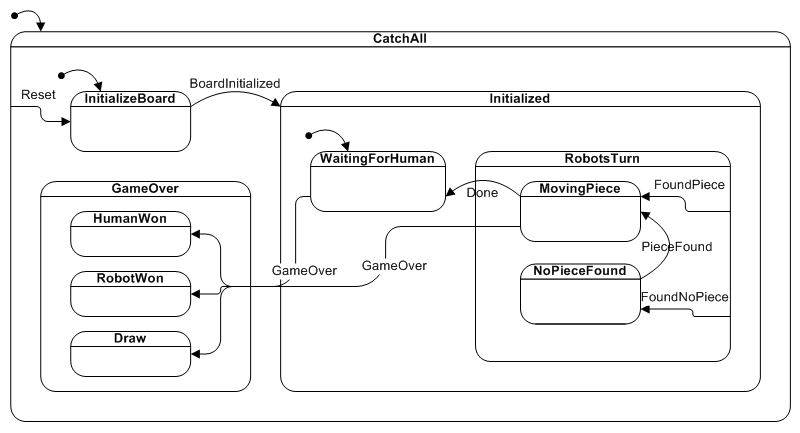 CatchAll
Reset
InitializeBoard
BoardInitialized
Initialized
WaitingForHuman
RobotsTurn
MovingPiece
FoundPiece
Done
GameOver
HumanWon
RobotWon
Draw
GameOver
GameOver
PieceFound
NoPieceFound
FoundNoPiece